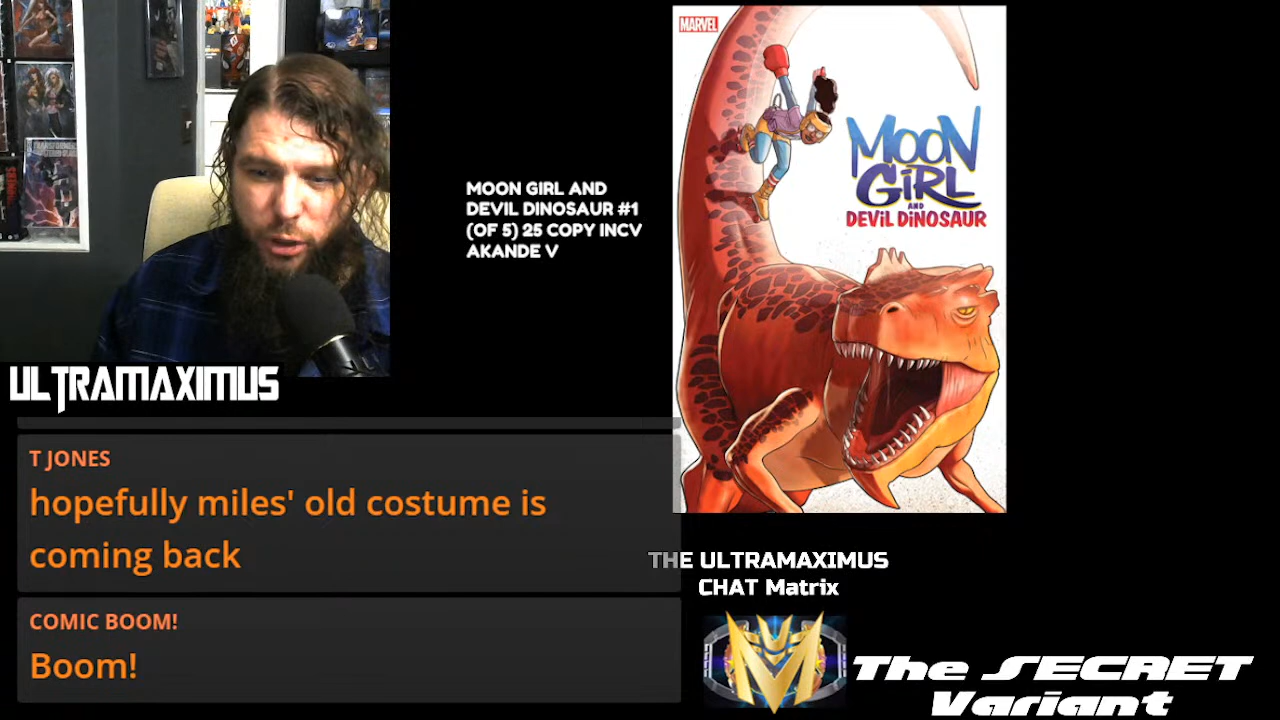 MARVEL
MOON
GIRL
AND
DEVIL DINOSAUR
MOON GIRL AND
DEVIL DINOSAUR #1
(OF 5) 25 COPY INCV
AKANDE V
ULTRAMAXIMUS
T JONES
hopefully miles' old costume is
coming back
COMIC BOOM!
Boom!
THE ULTRAMAXIMUS
CHAT Matrix
The SECRET
Variant